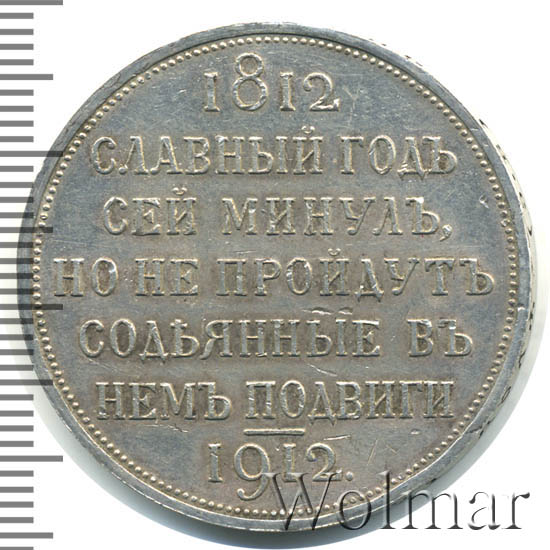 1812
СЛАВНЫЙ ГОДЪ
СЕЙ МИНУЛЪ,
НО НЕ ПРОЙДУТЪ
СОДѢЯННЫЕ ВЪ
НЕМЪ ПОДВИГИ
1912.
Wolmar